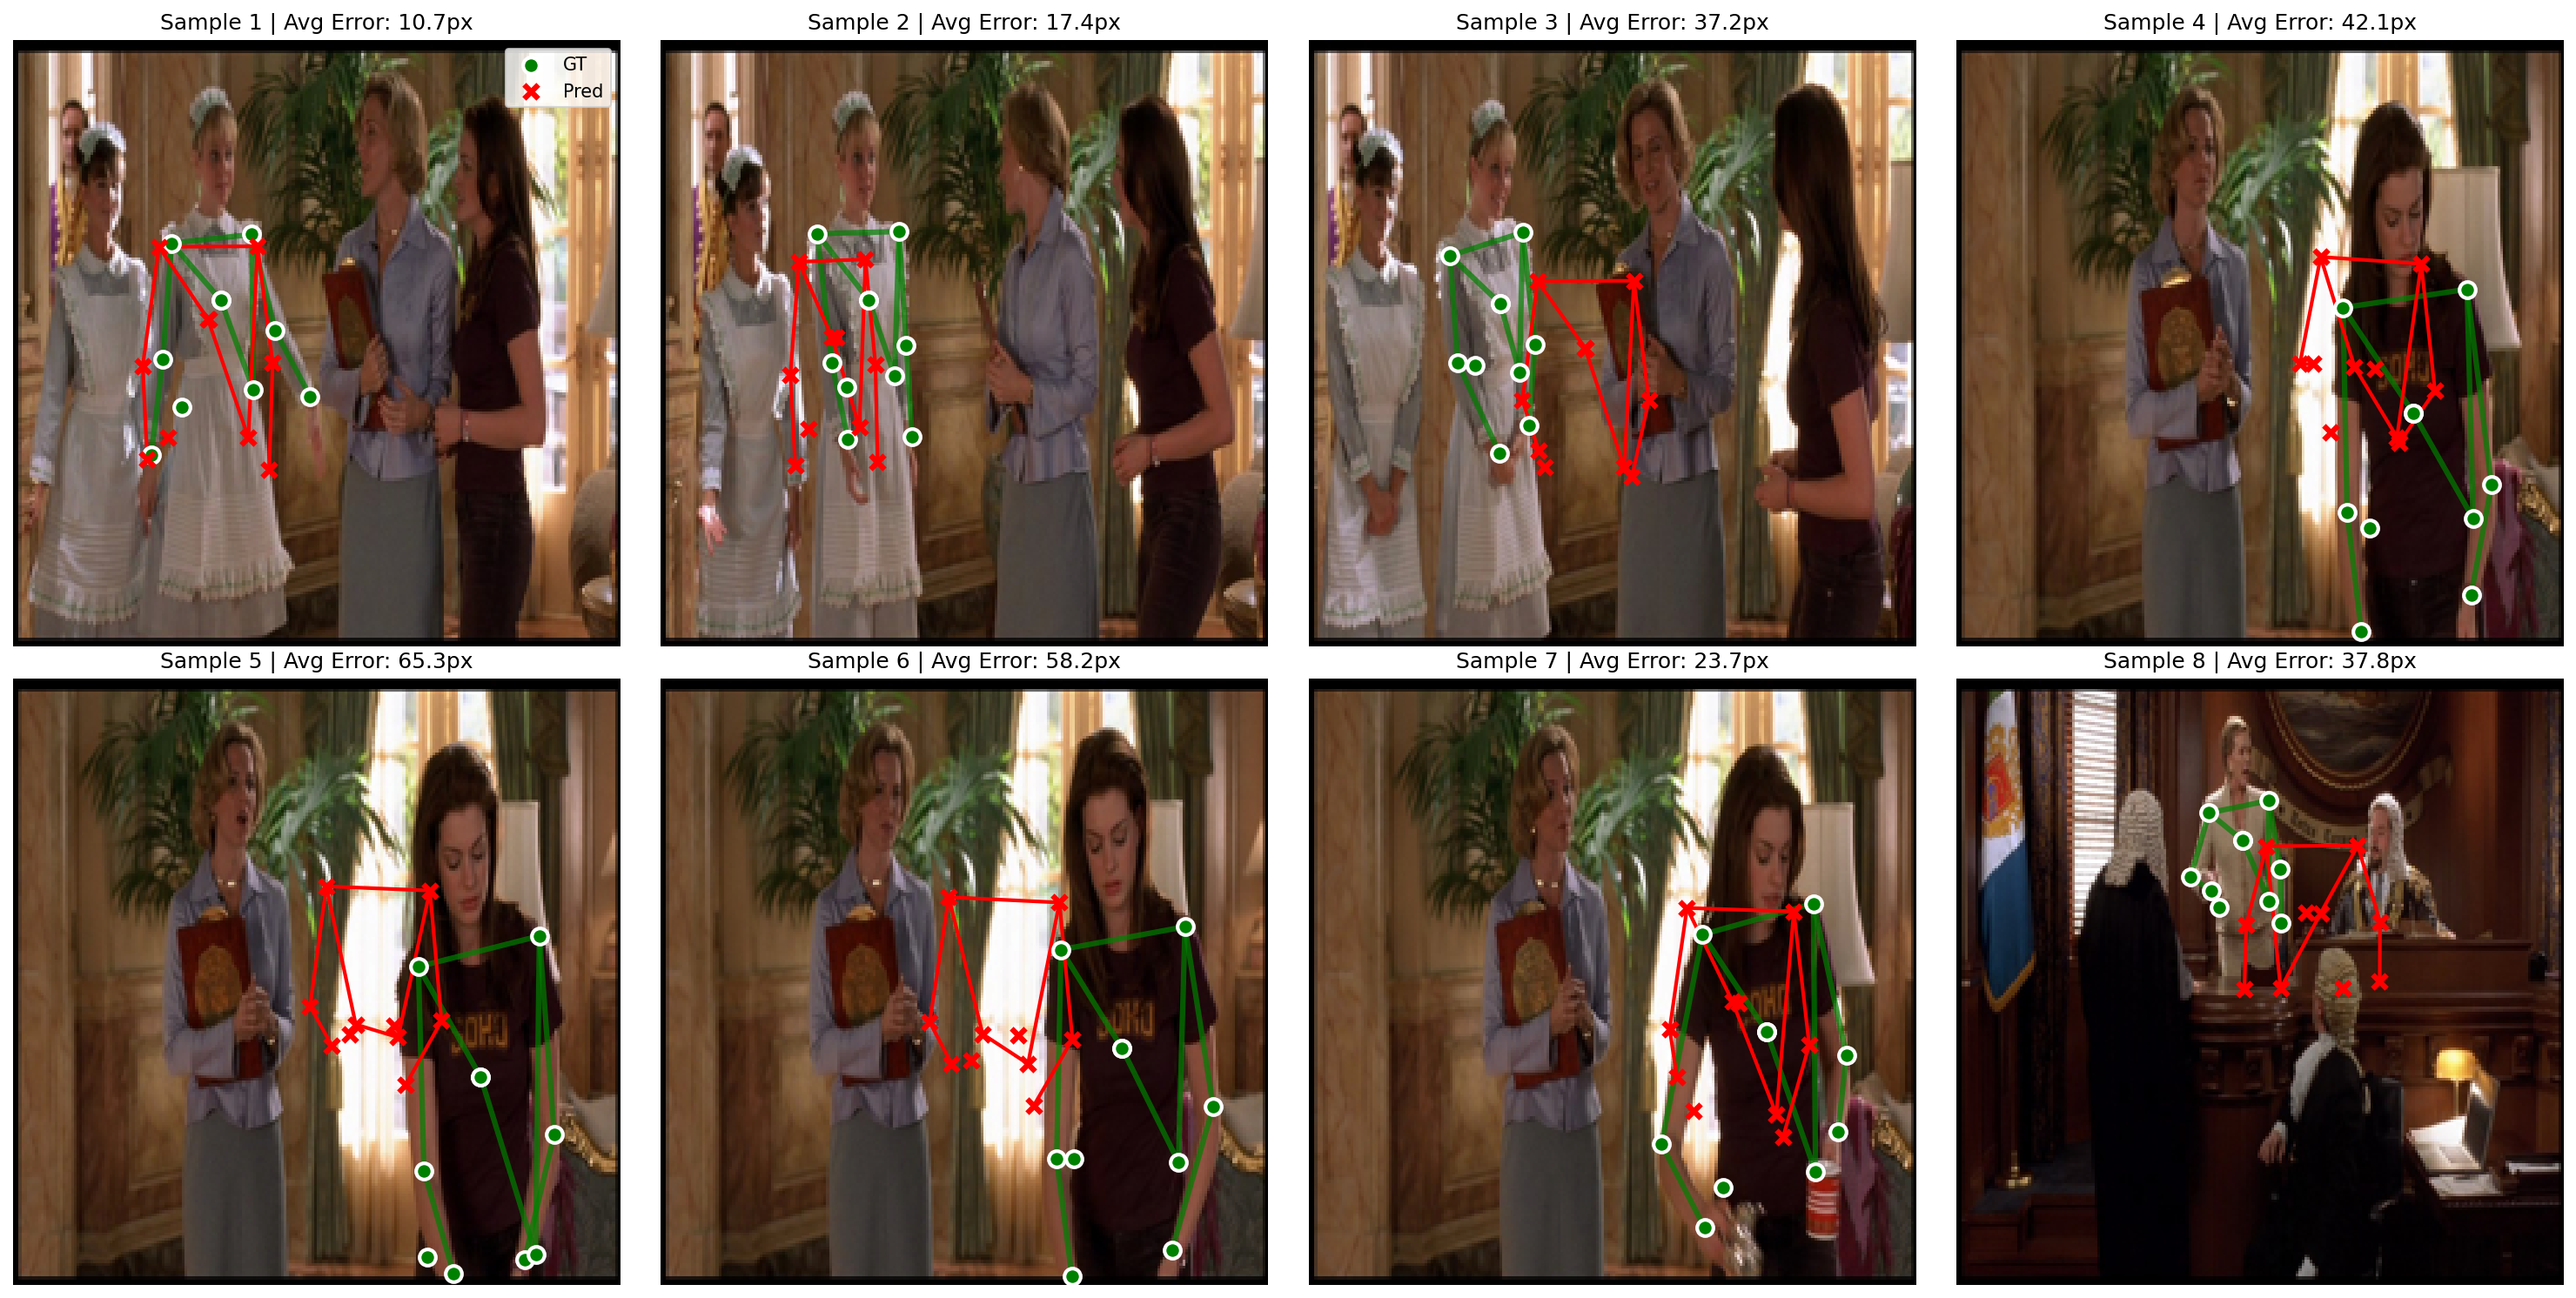 Sample 1 | Avg Error: 10.7px
GT
Pred
Sample 2 | Avg Error: 17.4px
Sample 3 | Avg Error: 37.2px
Sample 4 | Avg Error: 42.1px
Sample 5 | Avg Error: 65.3px
Sample 6 | Avg Error: 58.2px
Sample 7 | Avg Error: 23.7px
Sample 8 | Avg Error: 37.8px